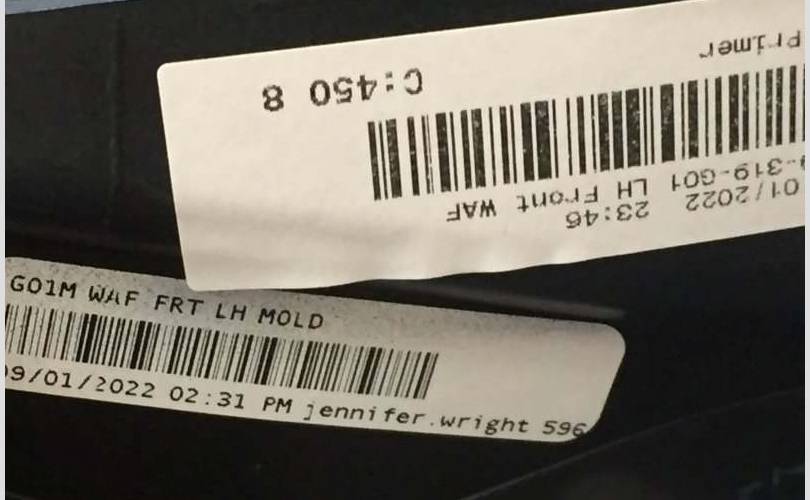 01/2022 23:46
-319-G01 LH Front WAF
Primer C:450 8
G01M WAF FRT LH MOLD
09/01/2022 02:31 PM jennifer.wright 596